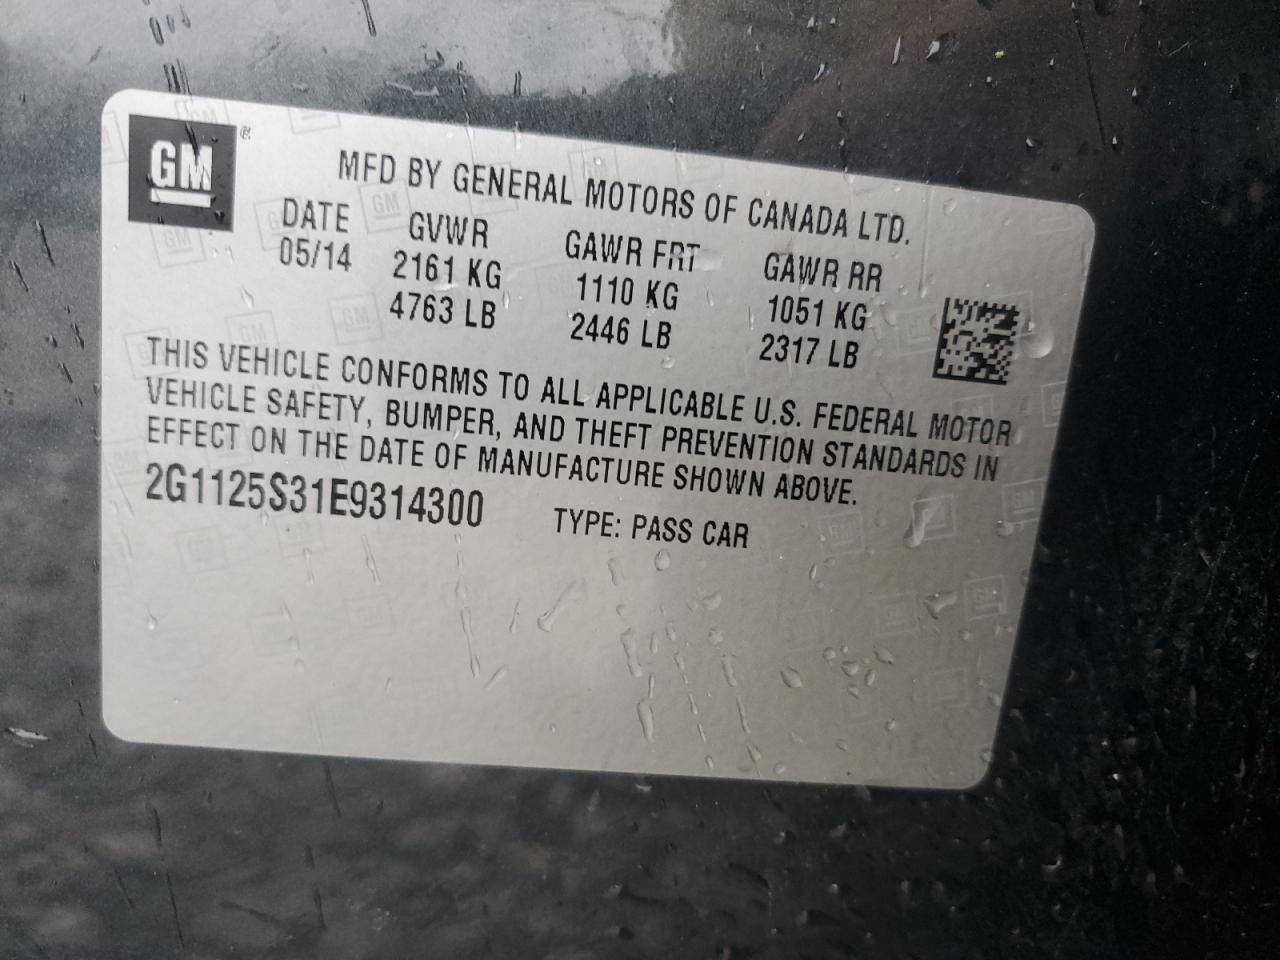 GM
MFD BY GENERAL MOTORS OF CANADA LTD.
DATE GVWR GAWR FRT GAWR RR
05/14 2161 KG 1110 KG 1051 KG
4763 LB 2446 LB 2317 LB
THIS VEHICLE CONFORMS TO ALL APPLICABLE U.S. FEDERAL MOTOR
VEHICLE SAFETY, BUMPER, AND THEFT PREVENTION STANDARDS IN
EFFECT ON THE DATE OF MANUFACTURE SHOWN ABOVE.
2G1125S31E9314300 TYPE: PASS CAR